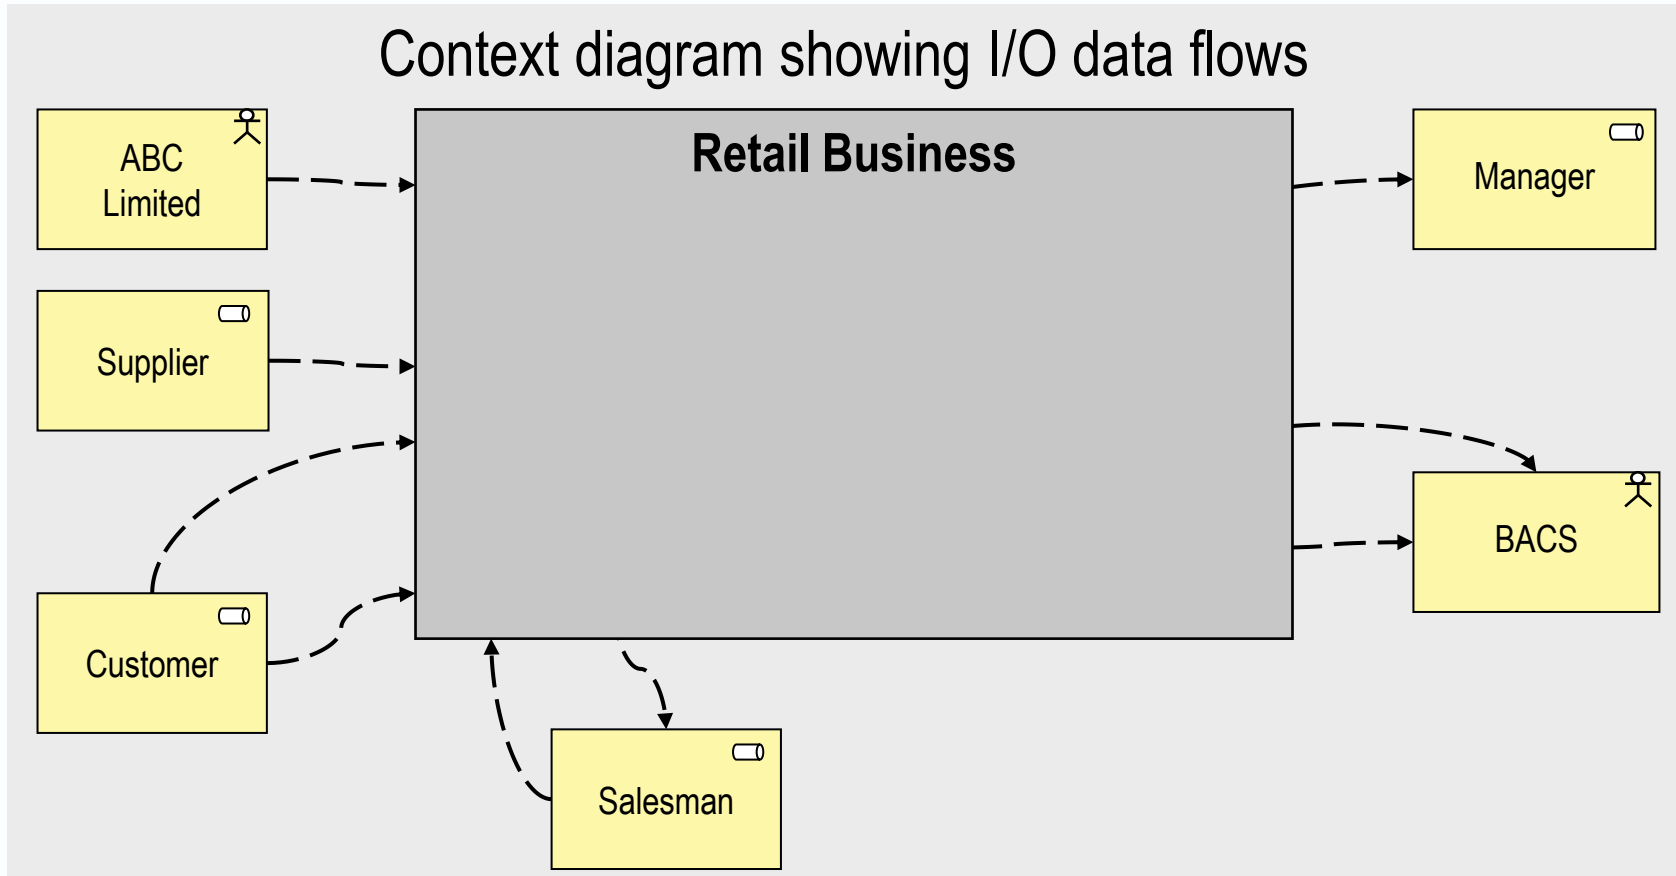 Context diagram showing I/O data flows
ABC
Limited
Retail Business
Manager
Supplier
BACS
Customer
Salesman